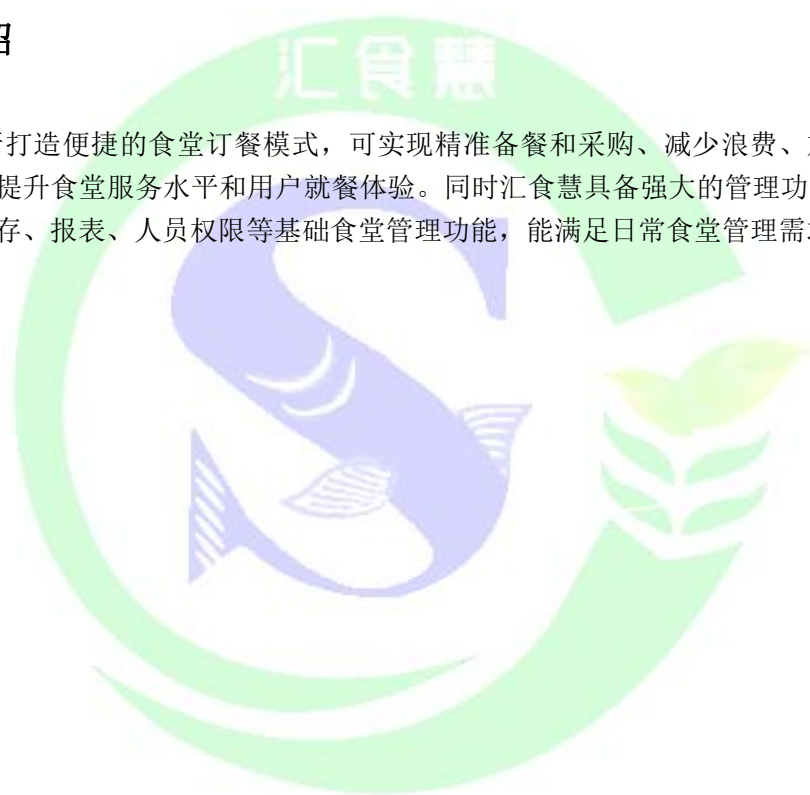 绍
汇食慧
打造便捷的食堂订餐模式，可实现精准备餐和采购、减少浪费、
提升食堂服务水平和用户就餐体验。同时汇食慧具备强大的管理功
存、报表、人员权限等基础食堂管理功能，能满足日常食堂管理需